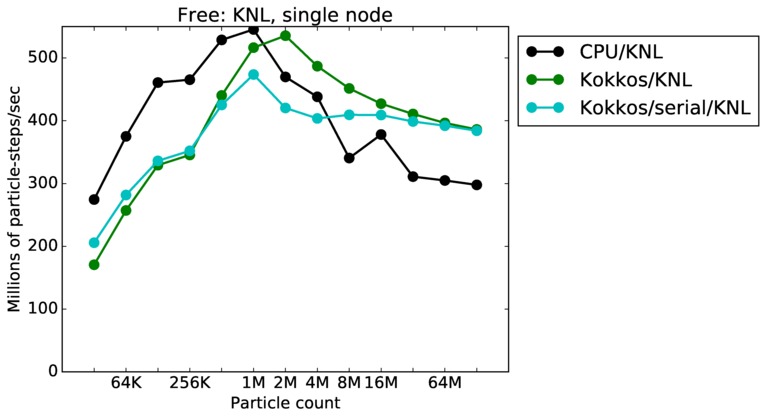 Free: KNL, single node
Millions of particle-steps/sec
500
400
300
200
100
0
64K 256K 1M 2M 4M 8M 16M 64M
Particle count
CPU/KNL
Kokkos/KNL
Kokkos/serial/KNL